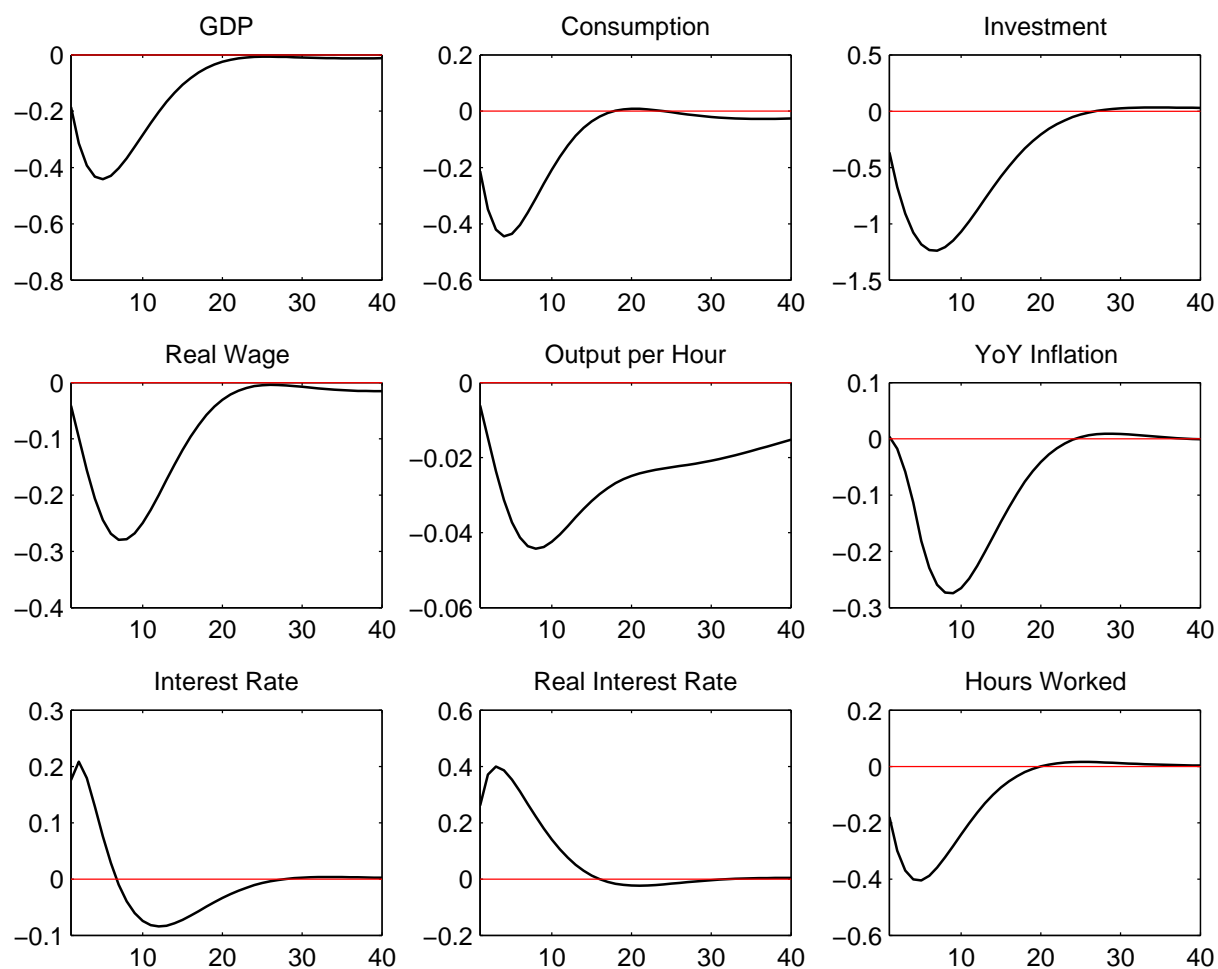 GDP
0
−0.2
−0.4
−0.6
−0.8
10 20 30 40
Consumption
0.2
0
−0.2
−0.4
−0.6
10 20 30 40
Investment
0.5
0
−0.5
−1
−1.5
10 20 30 40
Real Wage
0
−0.1
−0.2
−0.3
−0.4
10 20 30 40
Output per Hour
0
−0.02
−0.04
−0.06
10 20 30 40
YoY Inflation
0.1
0
−0.1
−0.2
−0.3
10 20 30 40
Interest Rate
0.3
0.2
0.1
0
−0.1
10 20 30 40
Real Interest Rate
0.6
0.4
0.2
0
−0.2
10 20 30 40
Hours Worked
0.2
0
−0.2
−0.4
−0.6
10 20 30 40